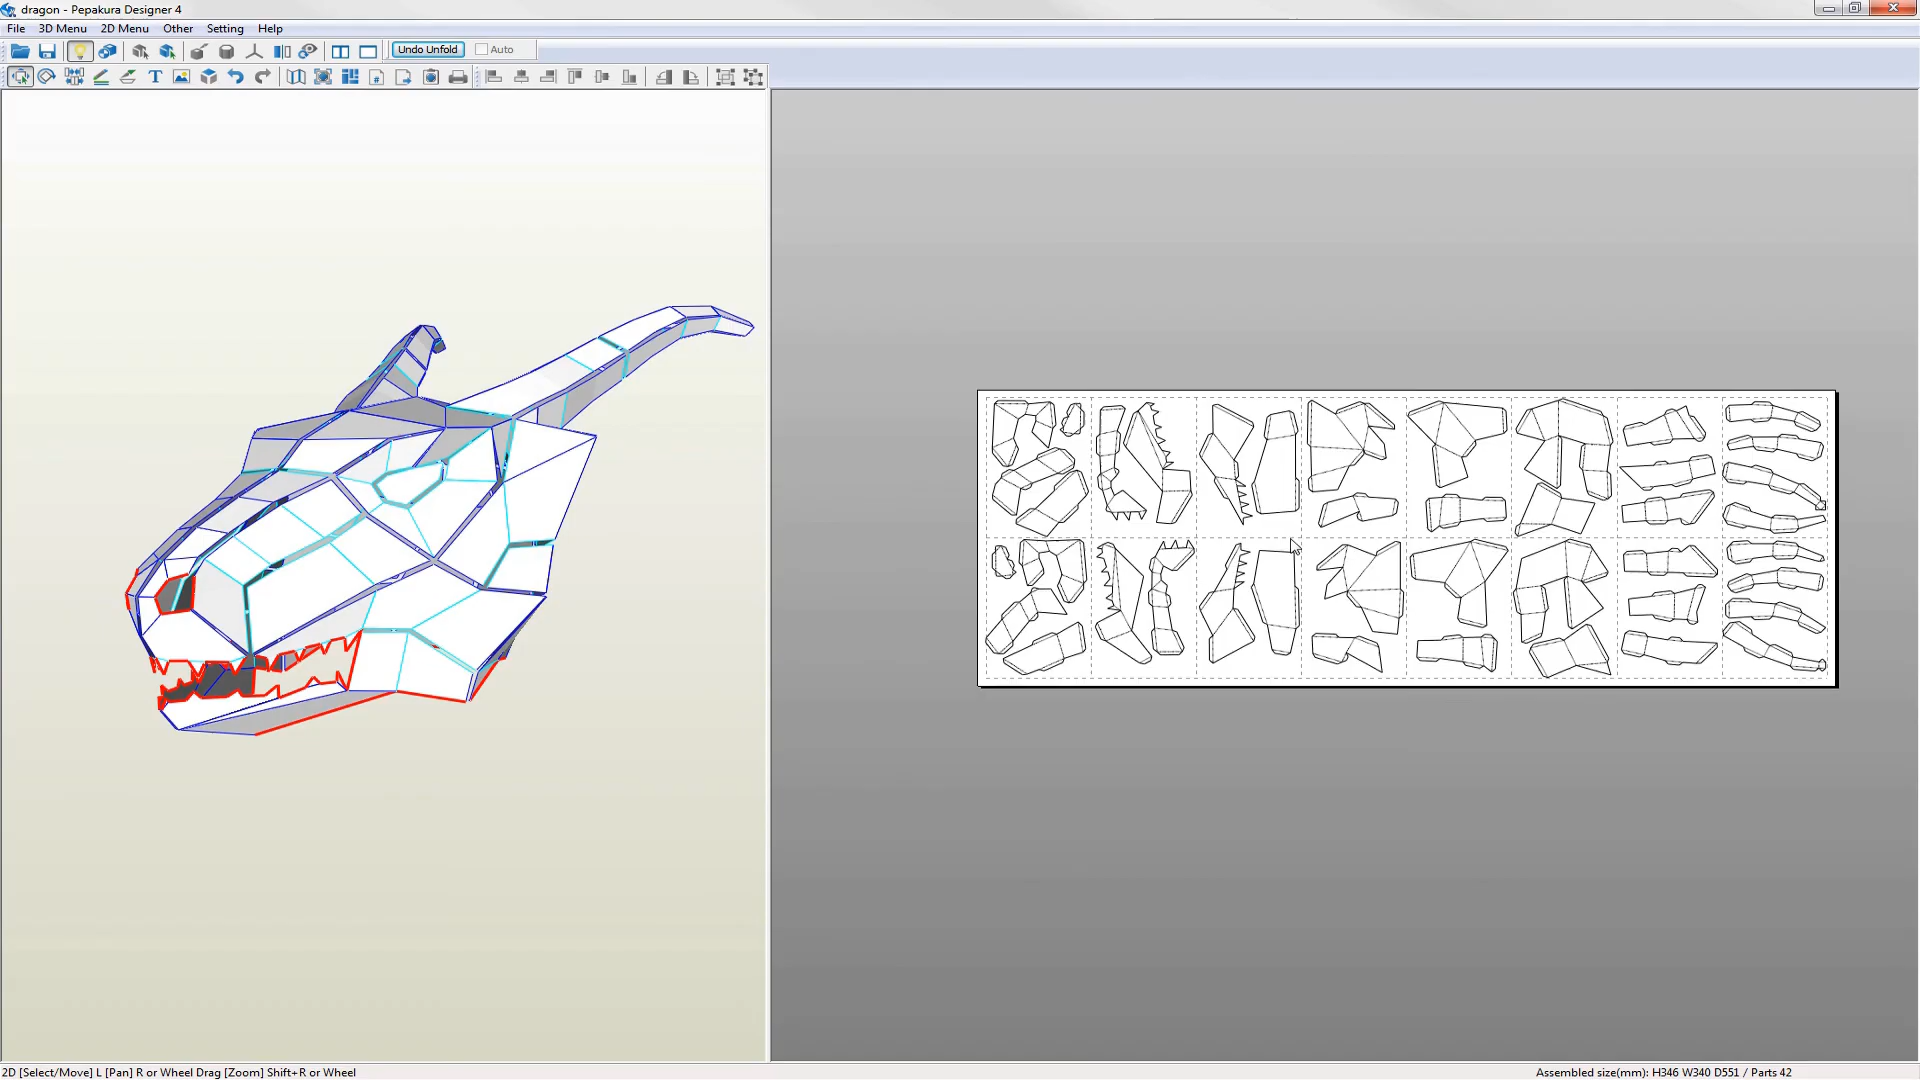 dragon - Pepakura Designer 4
File 3D Menu 2D Menu Other Setting Help
Undo Unfold Auto
2D [Select/Move] L [Pan] R or Wheel Drag [Zoom] Shift+R or Wheel
Assembled size(mm): H346 W340 D551 / Parts 42